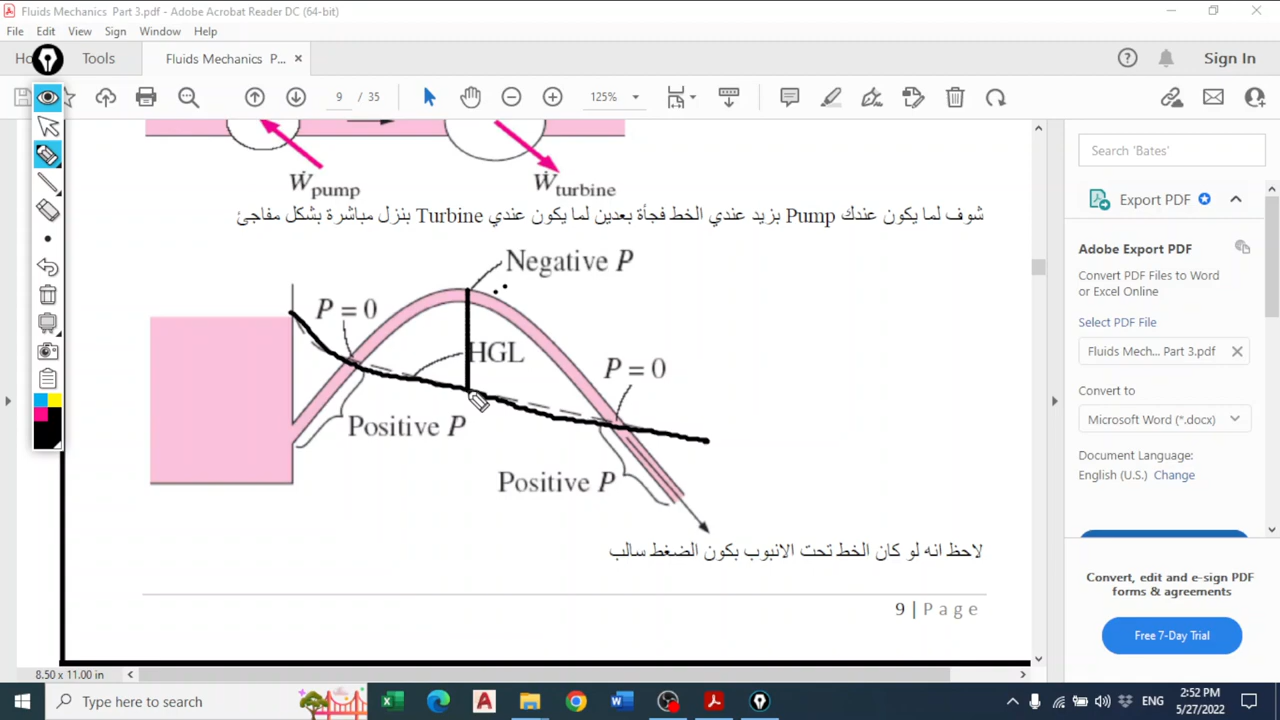 Fluids Mechanics Part 3.pdf - Adobe Acrobat Reader DC (64-bit)
File Edit View Sign Window Help
Tools Fluids Mechanics P... × Sign In
9 / 35 125%
Ẇpump Ẇturbine
شوف لما يكون عندك Pump بزيد عندي الخط فجأة بعدين لما يكون عندي Turbine بنزل مباشرة بشكل مفاجئ
Negative P
P = 0
HGL
P = 0
Positive P
Positive P
لاحظ انه لو كان الخط تحت الانبوب بكون الضغط سالب
9 | Page
8.50 x 11.00 in
Search 'Bates'
Export PDF
Adobe Export PDF
Convert PDF Files to Word
or Excel Online
Select PDF File
Fluids Mech... Part 3.pdf
Convert to
Microsoft Word (*.docx)
Document Language:
English (U.S.) Change
Convert, edit and e-sign PDF
forms & agreements
Free 7-Day Trial
Type here to search
ENG
2:52 PM
5/27/2022